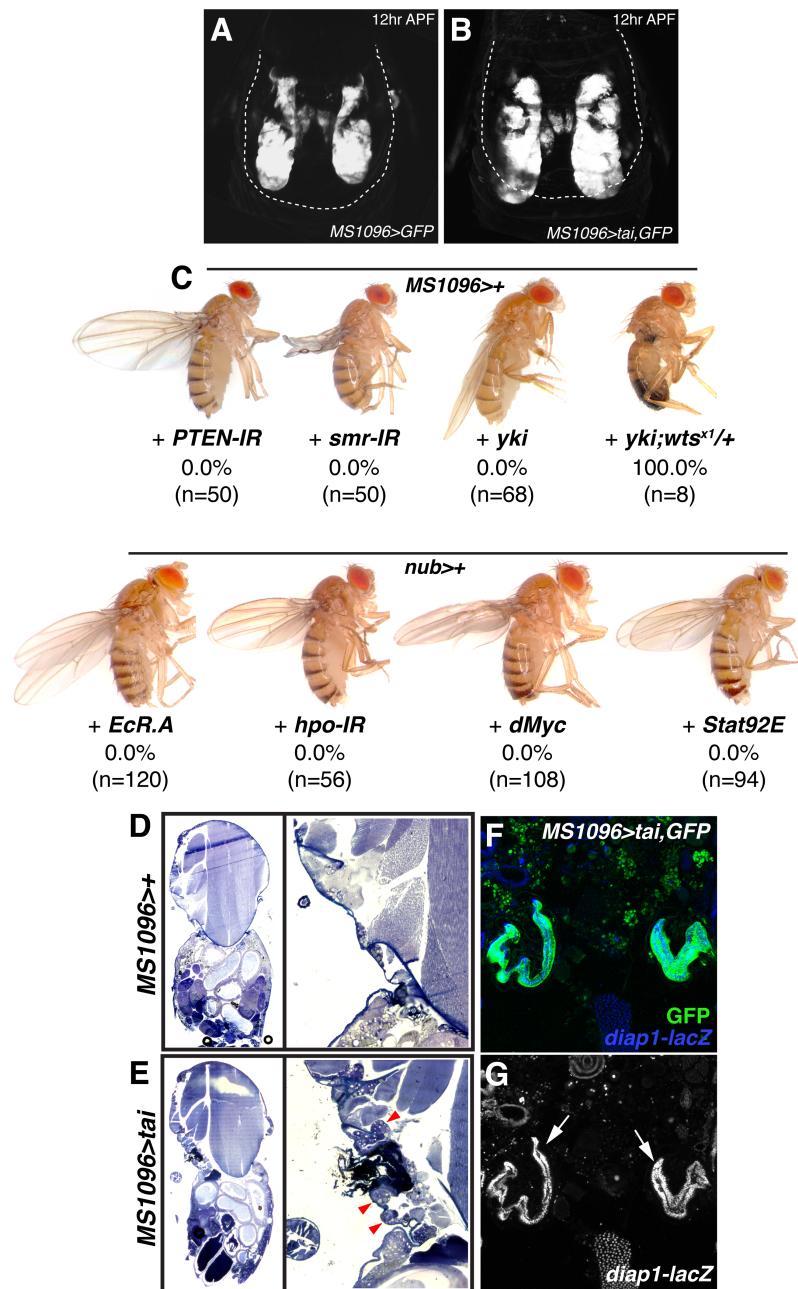 A
12hr APF
MS1096>GFP
B
12hr APF
MS1096>tai,GFP
C
MS1096>+
+ PTEN-IR
0.0%
(n=50)
+ smr-IR
0.0%
(n=50)
+ yki
0.0%
(n=68)
+ yki;wtsx1/+
100.0%
(n=8)
nub>+
+ EcR.A
0.0%
(n=120)
+ hpo-IR
0.0%
(n=56)
+ dMyc
0.0%
(n=108)
+ Stat92E
0.0%
(n=94)
D
MS1096>+
E
MS1096>tai
F
MS1096>tai,GFP
GFP
diap1-lacZ
G
diap1-lacZ